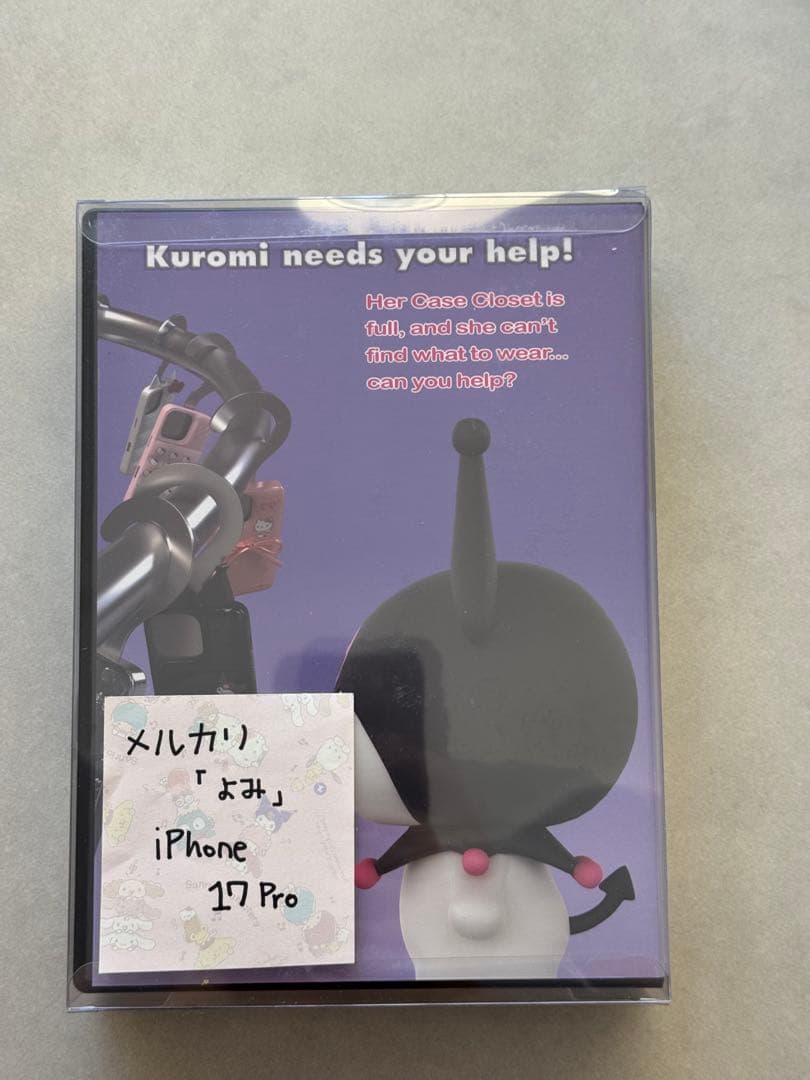 Kuromi needs your help!
Her Case Closet is
full, and she can't
find what to wear...
can you help?
メルカリ
「よみ」
iPhone
17 Pro